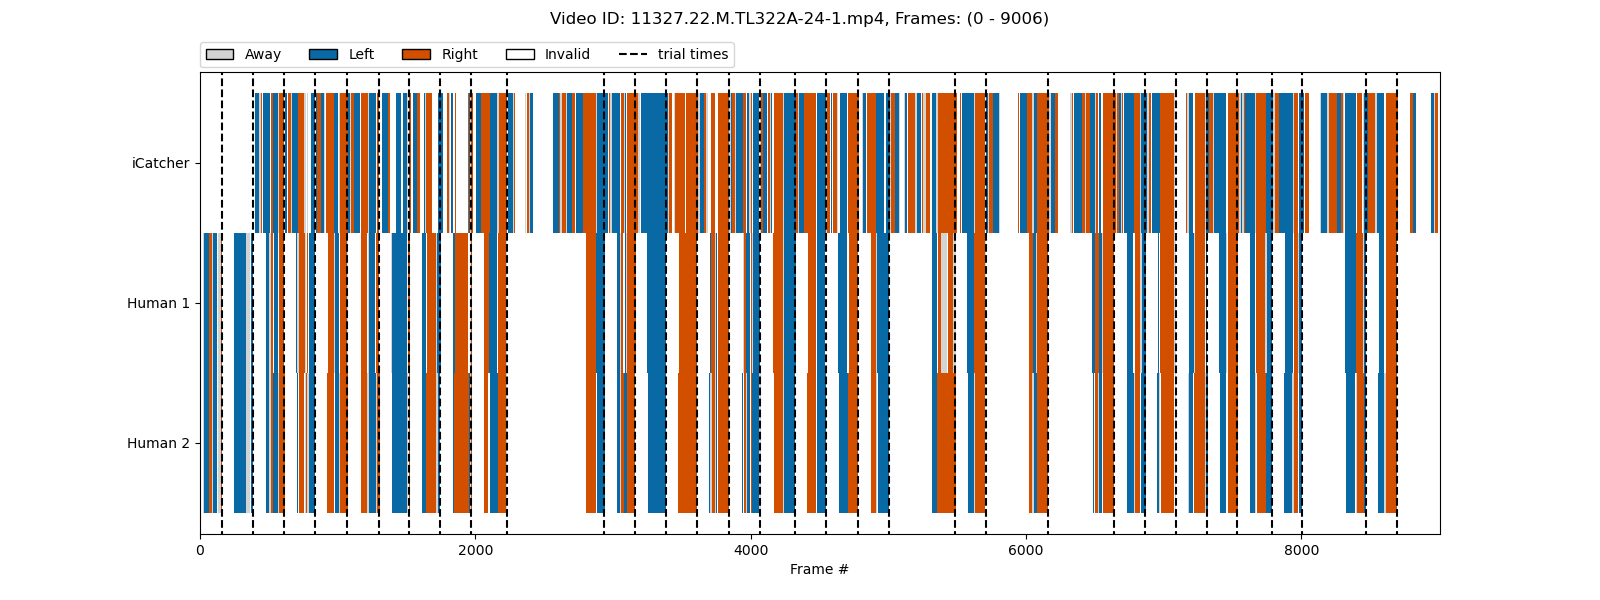 Video ID: 11327.22.M.TL322A-24-1.mp4, Frames: (0 - 9006)
Away Left Right Invalid trial times
iCatcher
Human 1
Human 2
0 2000 4000 6000 8000
Frame #